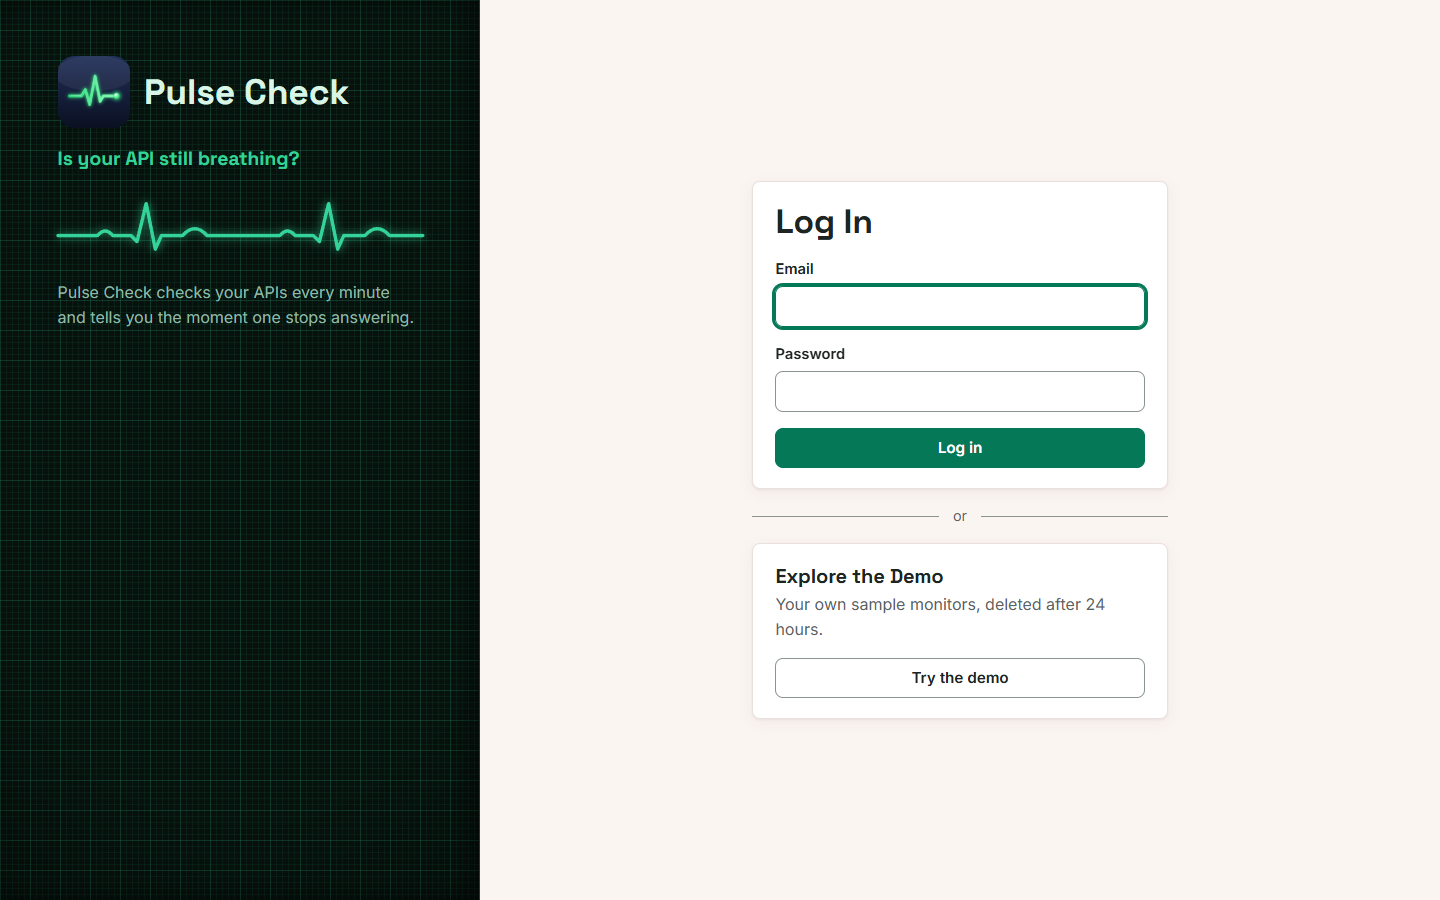 Pulse Check
Is your API still breathing?
Pulse Check checks your APIs every minute
and tells you the moment one stops answering.
Log In
Email
Password
Log in
or
Explore the Demo
Your own sample monitors, deleted after 24
hours.
Try the demo